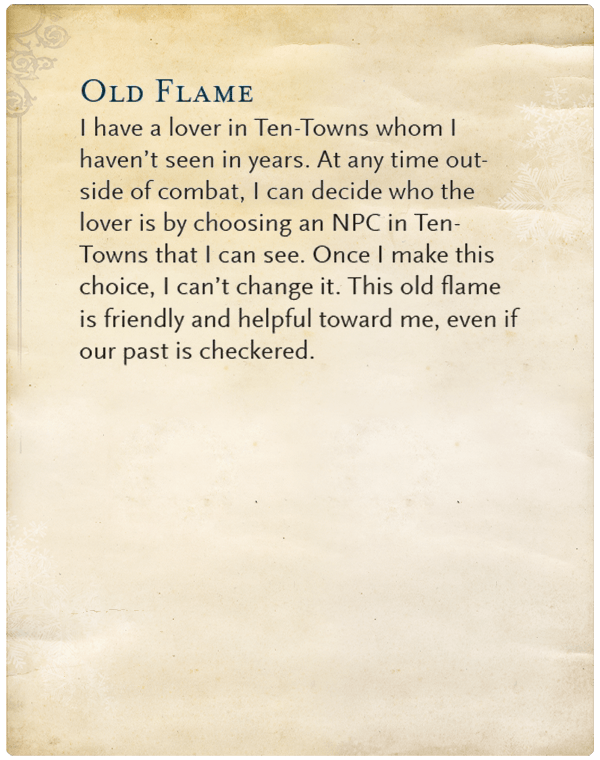 Old Flame
I have a lover in Ten-Towns whom I
haven’t seen in years. At any time out-
side of combat, I can decide who the
lover is by choosing an NPC in Ten-
Towns that I can see. Once I make this
choice, I can’t change it. This old flame
is friendly and helpful toward me, even if
our past is checkered.